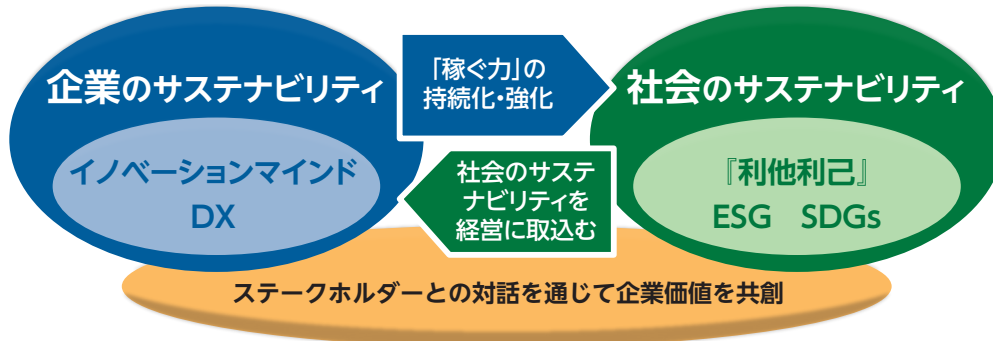 企業のサステナビリティ
イノベーションマインド
DX
「稼ぐ力」の
持続化・強化
社会のサステ
ナビリティを
経営に取込む
社会のサステナビリティ
『利他利己』
ESG SDGs
ステークホルダーとの対話を通じて企業価値を共創